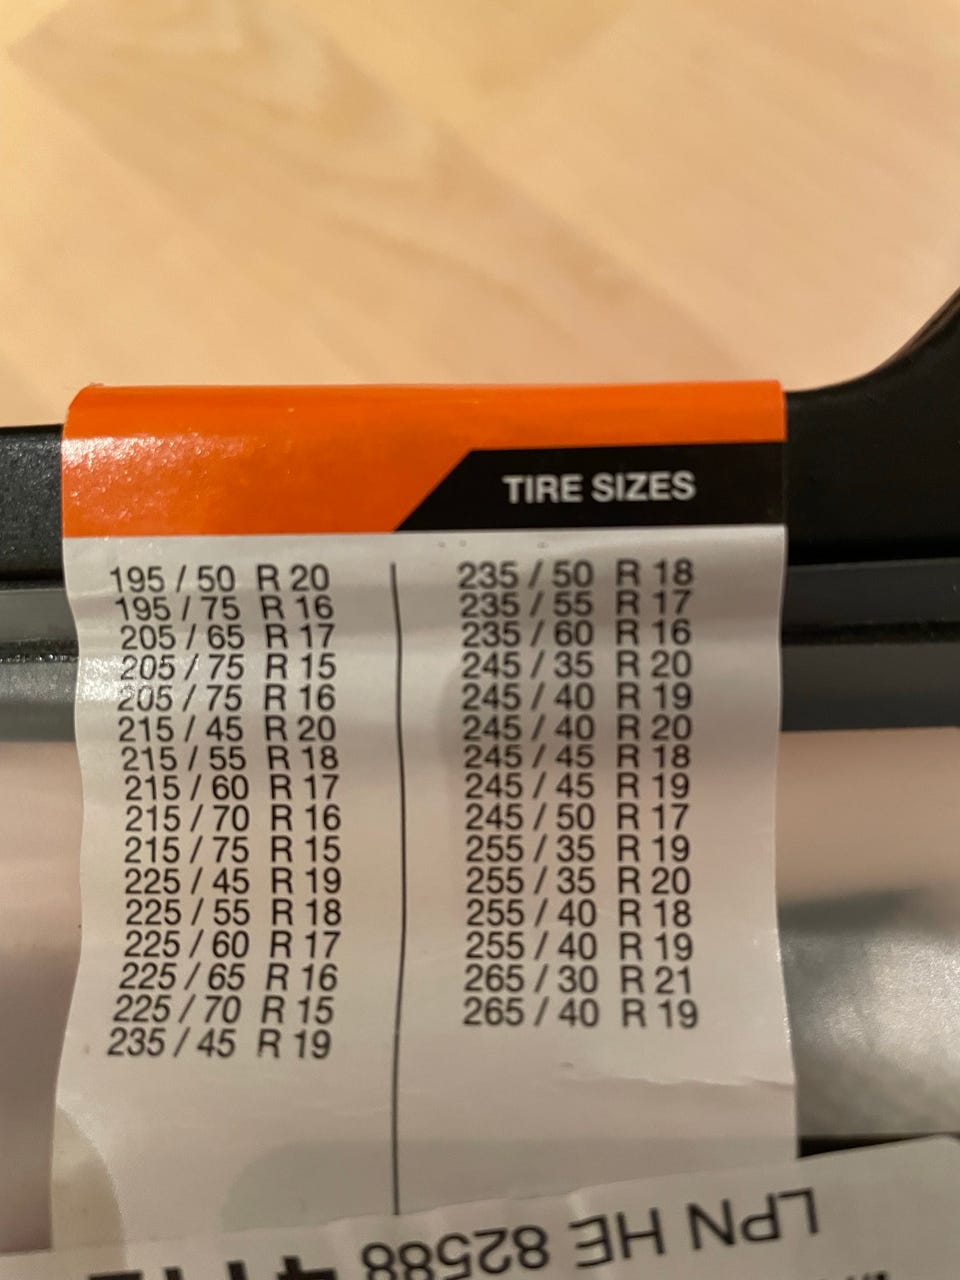 TIRE SIZES
195 / 50 R 20
195 / 75 R 16
205 / 65 R 17
205 / 75 R 15
205 / 75 R 16
215 / 45 R 20
215 / 55 R 18
215 / 60 R 17
215 / 70 R 16
215 / 75 R 15
225 / 45 R 19
225 / 55 R 18
225 / 60 R 17
225 / 65 R 16
225 / 70 R 15
235 / 45 R 19
235 / 50 R 18
235 / 55 R 17
235 / 60 R 16
245 / 35 R 20
245 / 40 R 19
245 / 40 R 20
245 / 45 R 18
245 / 45 R 19
245 / 50 R 17
255 / 35 R 19
255 / 35 R 20
255 / 40 R 18
255 / 40 R 19
265 / 30 R 21
265 / 40 R 19
LPN HE 82588